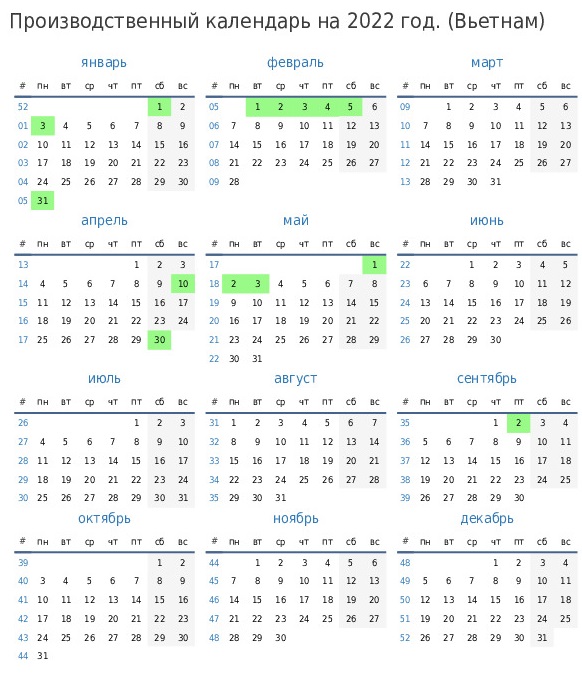 Производственный календарь на 2022 год. (Вьетнам)
январь февраль март
# пн вт ср чт пт сб вс # пн вт ср чт пт сб вс # пн вт ср чт пт сб вс
52 1 2 05 1 2 3 4 5 6 09 1 2 3 4 5 6
01 3 4 5 6 7 8 9 06 7 8 9 10 11 12 13 10 7 8 9 10 11 12 13
02 10 11 12 13 14 15 16 07 14 15 16 17 18 19 20 11 14 15 16 17 18 19 20
03 17 18 19 20 21 22 23 08 21 22 23 24 25 26 27 12 21 22 23 24 25 26 27
04 24 25 26 27 28 29 30 09 28 13 28 29 30 31
05 31
апрель май июнь
# пн вт ср чт пт сб вс # пн вт ср чт пт сб вс # пн вт ср чт пт сб вс
13 1 2 3 17 1 22 1 2 3 4 5
14 4 5 6 7 8 9 10 18 2 3 4 5 6 7 8 23 6 7 8 9 10 11 12
15 11 12 13 14 15 16 17 19 9 10 11 12 13 14 15 24 13 14 15 16 17 18 19
16 18 19 20 21 22 23 24 20 16 17 18 19 20 21 22 25 20 21 22 23 24 25 26
17 25 26 27 28 29 30 21 23 24 25 26 27 28 29 26 27 28 29 30
22 30 31
июль август сентябрь
# пн вт ср чт пт сб вс # пн вт ср чт пт сб вс # пн вт ср чт пт сб вс
26 1 2 3 31 1 2 3 4 5 6 7 35 1 2 3 4
27 4 5 6 7 8 9 10 32 8 9 10 11 12 13 14 36 5 6 7 8 9 10 11
28 11 12 13 14 15 16 17 33 15 16 17 18 19 20 21 37 12 13 14 15 16 17 18
29 18 19 20 21 22 23 24 34 22 23 24 25 26 27 28 38 19 20 21 22 23 24 25
30 25 26 27 28 29 30 31 35 29 30 31 39 26 27 28 29 30
октябрь ноябрь декабрь
# пн вт ср чт пт сб вс # пн вт ср чт пт сб вс # пн вт ср чт пт сб вс
39 1 2 44 1 2 3 4 5 6 48 1 2 3 4
40 3 4 5 6 7 8 9 45 7 8 9 10 11 12 13 49 5 6 7 8 9 10 11
41 10 11 12 13 14 15 16 46 14 15 16 17 18 19 20 50 12 13 14 15 16 17 18
42 17 18 19 20 21 22 23 47 21 22 23 24 25 26 27 51 19 20 21 22 23 24 25
43 24 25 26 27 28 29 30 48 28 29 30 52 26 27 28 29 30 31
44 31